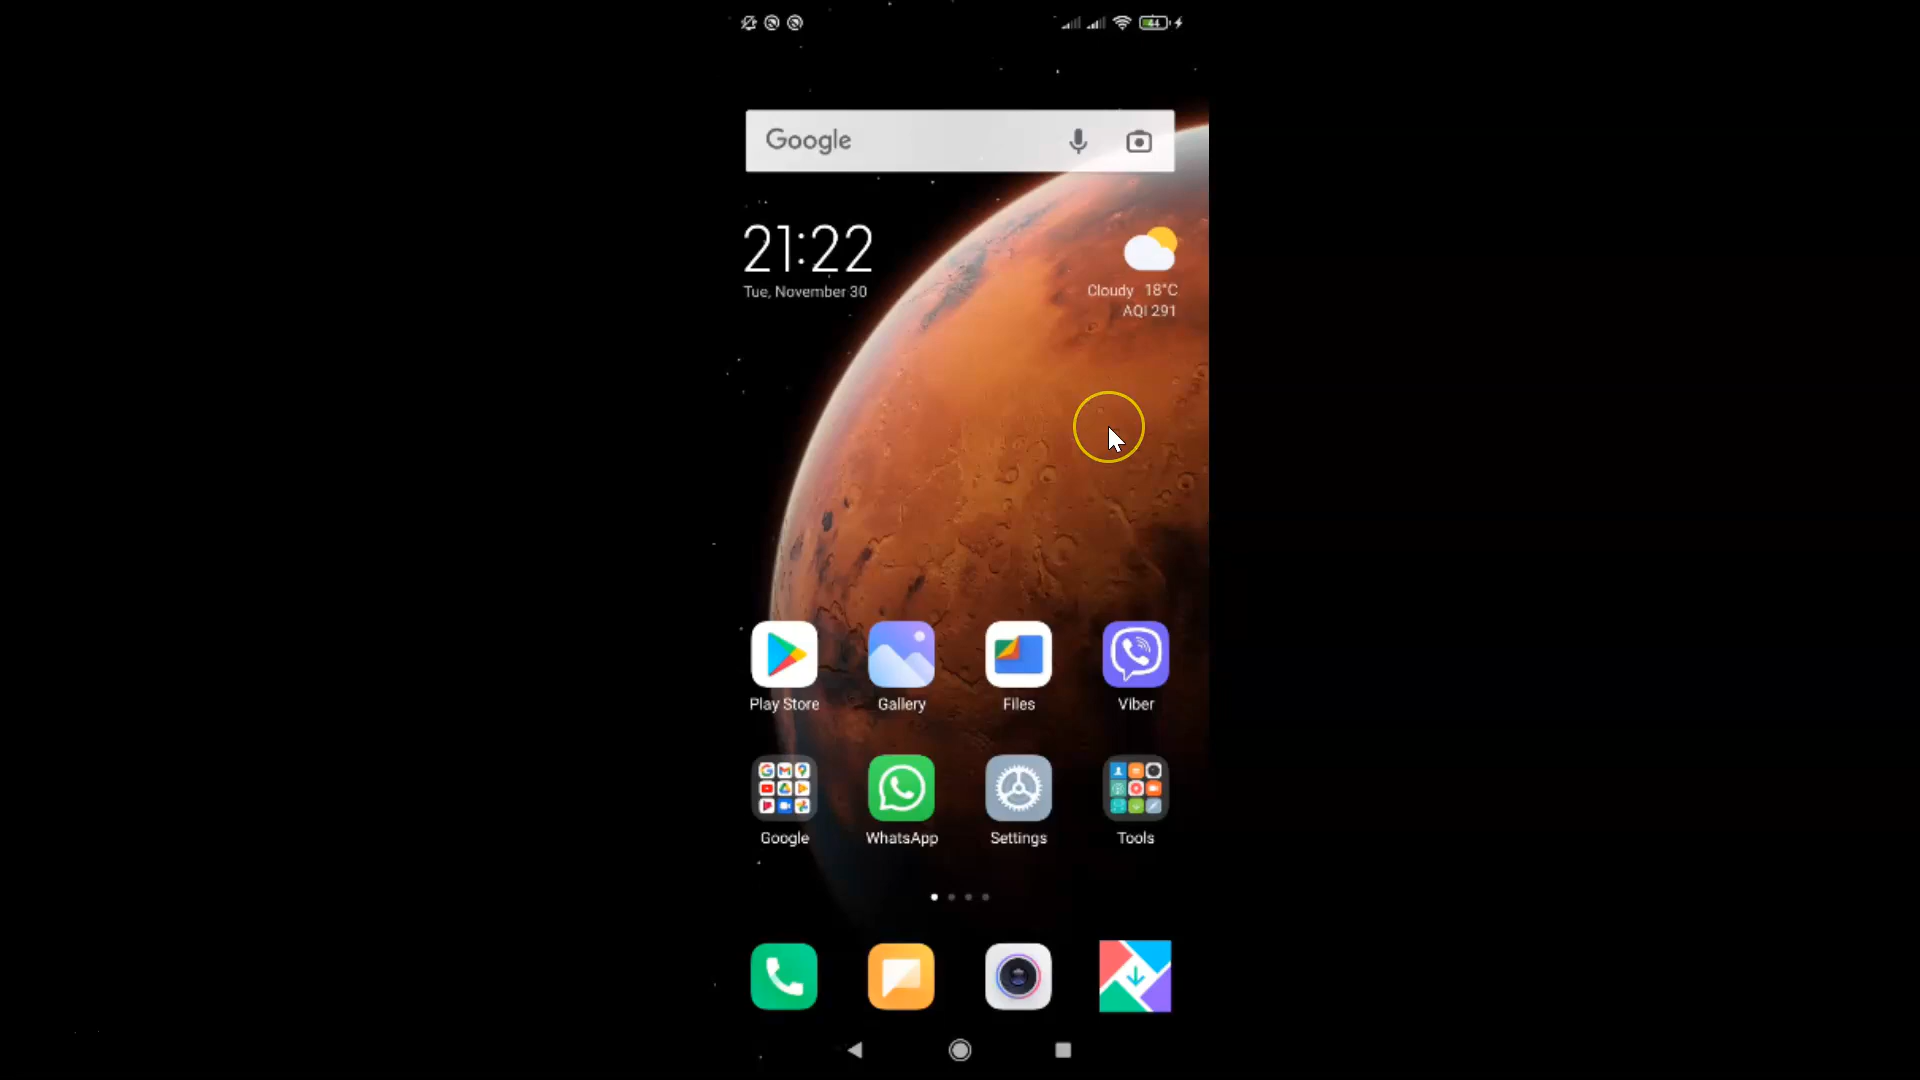 44
Google
21:22
Tue, November 30
Cloudy 18°C
AQI 291
Play Store
Gallery
Files
Viber
Google
WhatsApp
Settings
Tools